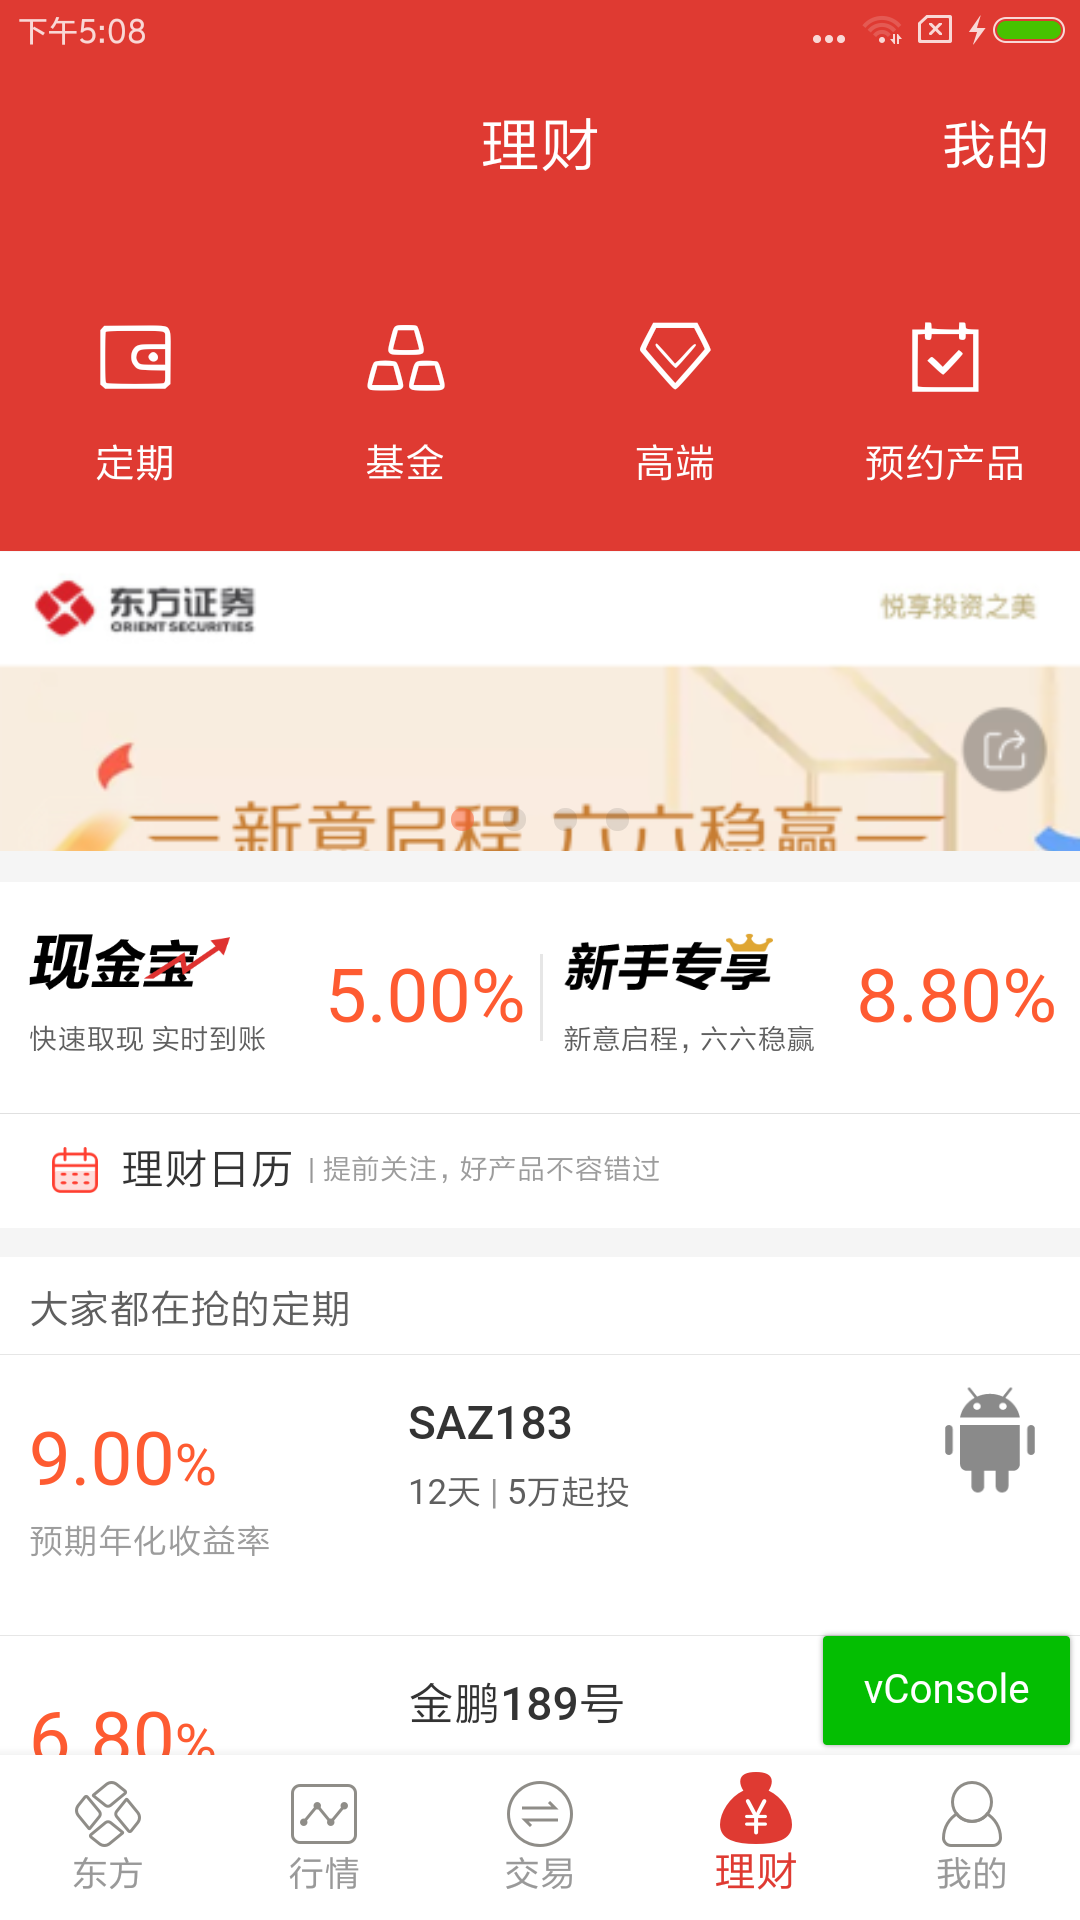 下午5:08
理财
我的
定期 基金 高端 预约产品
东方证券
ORIENT SECURITIES
悦享投资之美
新意启程 六六稳赢
现金宝
快速取现 实时到账
5.00%
新手专享
新意启程，六六稳赢
8.80%
理财日历 | 提前关注，好产品不容错过
大家都在抢的定期
9.00%
预期年化收益率
SAZ183
12天 | 5万起投
6.80%
金鹏189号
vConsole
东方 行情 交易 理财 我的